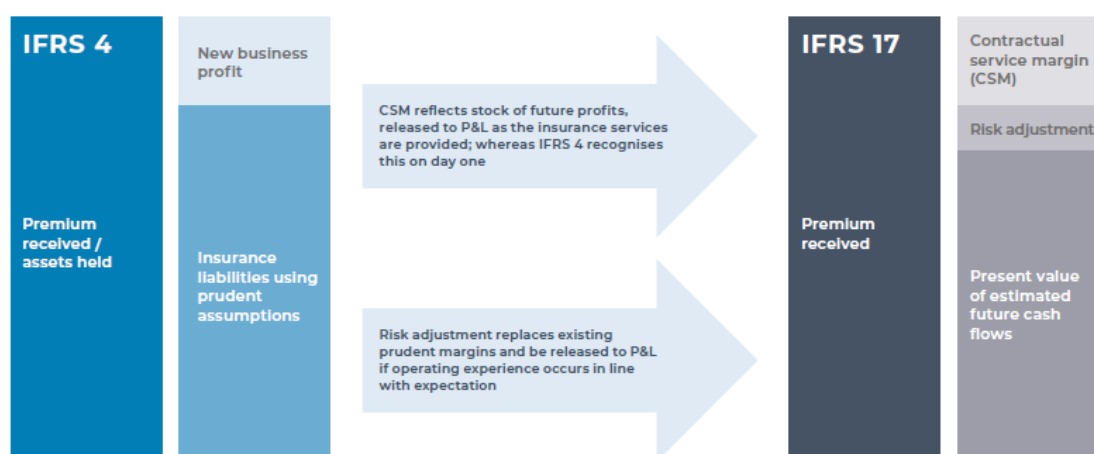 IFRS 4
Premium
received /
assets held
New business
profit
Insurance
liabilities using
prudent
assumptions
CSM reflects stock of future profits,
released to P&L as the insurance services
are provided; whereas IFRS 4 recognises
this on day one
Risk adjustment replaces existing
prudent margins and be released to P&L
if operating experience occurs in line
with expectation
IFRS 17
Premium
received
Contractual
service margin
(CSM)
Risk adjustment
Present value
of estimated
future cash
flows